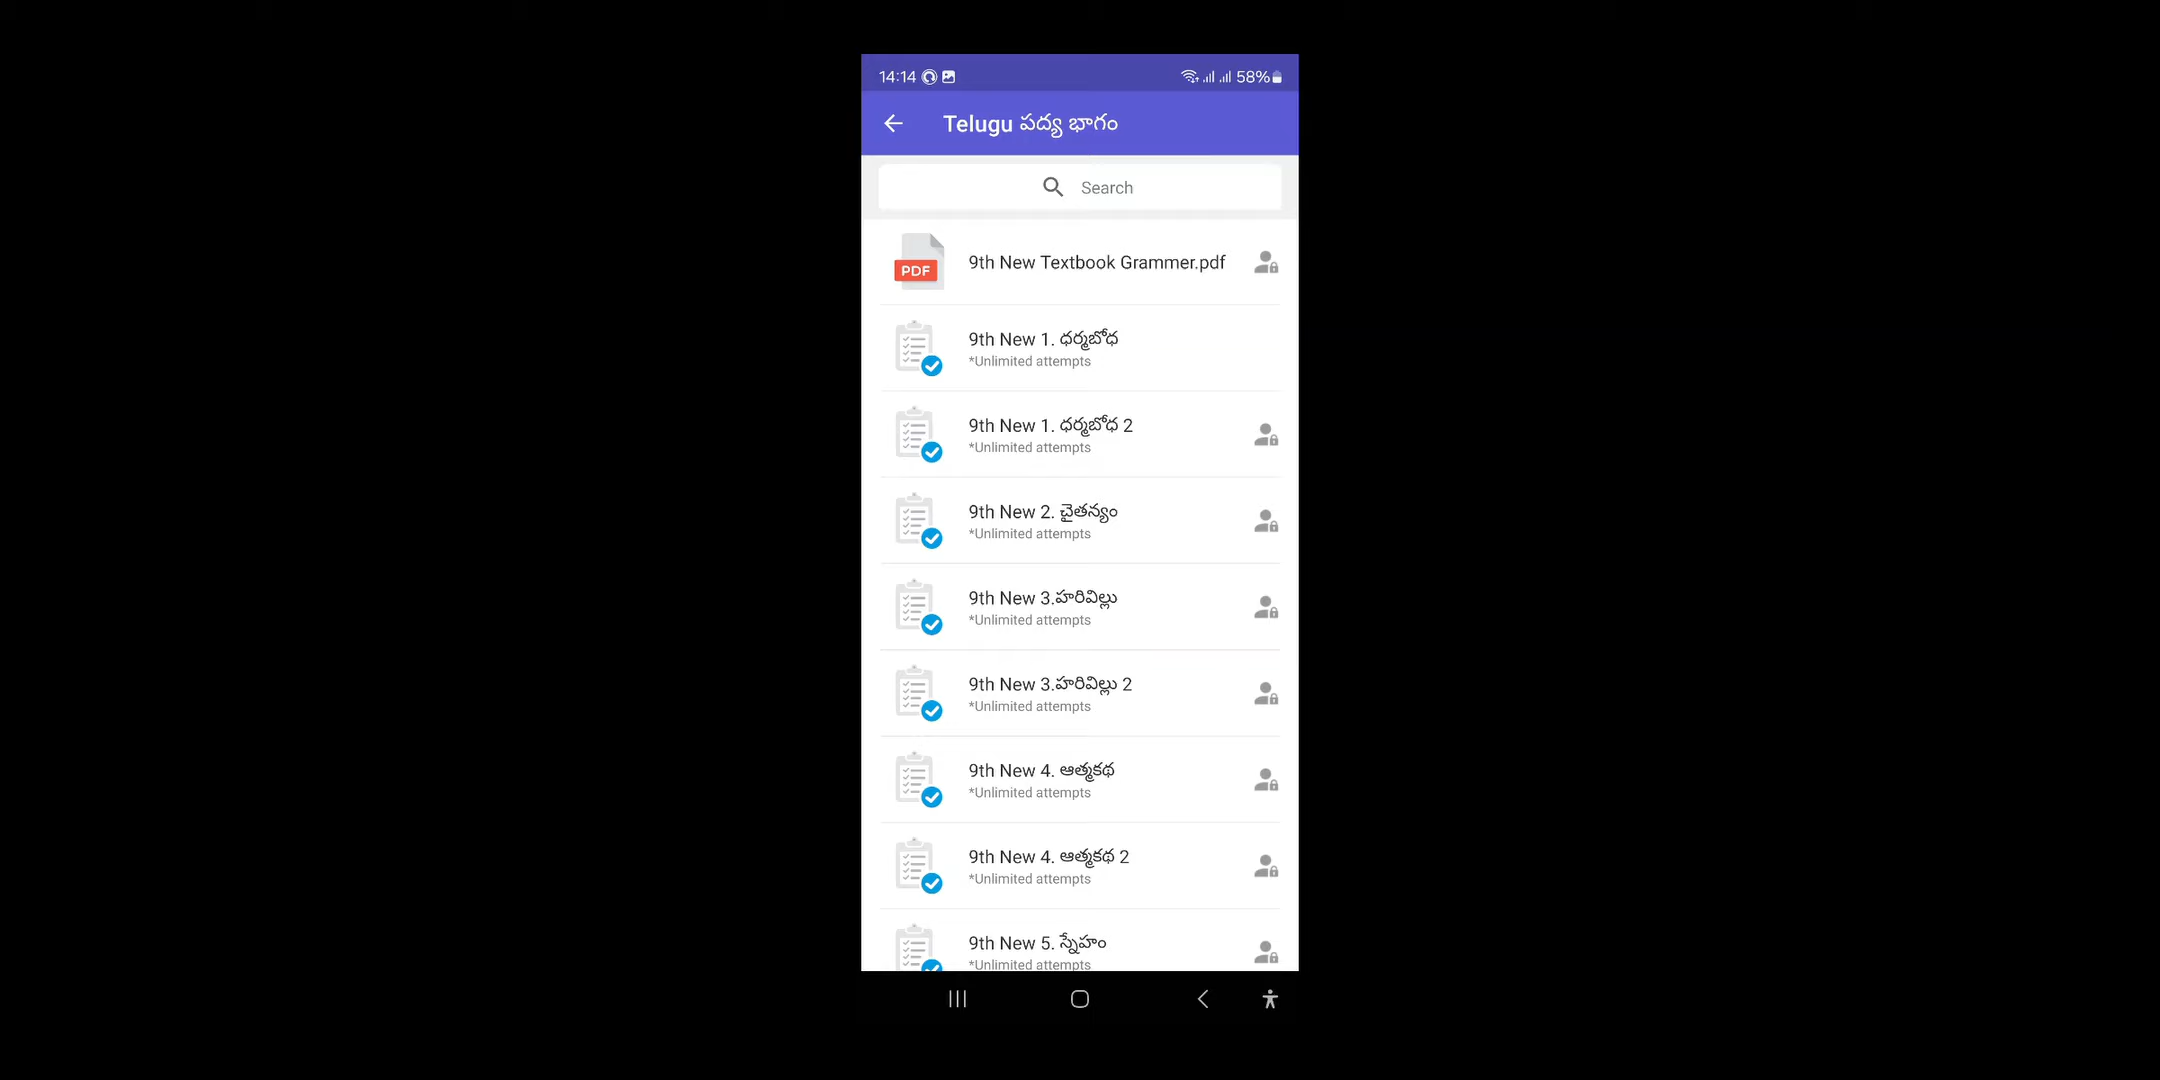 14:14 58%
Telugu పద్య భాగం
Search
PDF 9th New Textbook Grammer.pdf
9th New 1. ధర్మబోధ
*Unlimited attempts
9th New 1. ధర్మబోధ 2
*Unlimited attempts
9th New 2. చైతన్యం
*Unlimited attempts
9th New 3.హరివిల్లు
*Unlimited attempts
9th New 3.హరివిల్లు 2
*Unlimited attempts
9th New 4. ఆత్మకథ
*Unlimited attempts
9th New 4. ఆత్మకథ 2
*Unlimited attempts
9th New 5. స్నేహం
*Unlimited attempts